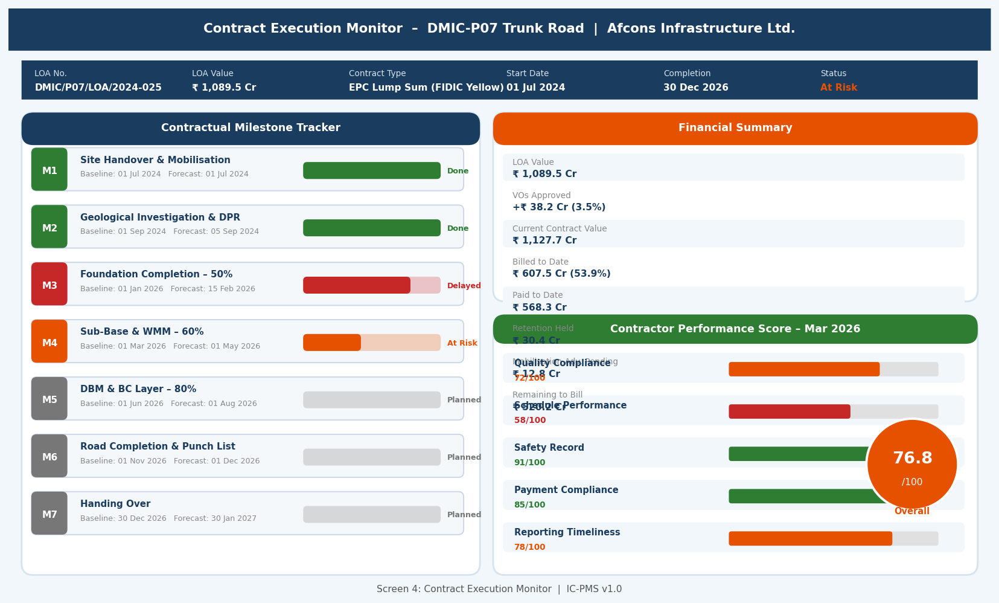 Contract Execution Monitor – DMIC-P07 Trunk Road | Afcons Infrastructure Ltd.
LOA No.
DMIC/P07/LOA/2024-025
LOA Value
₹ 1,089.5 Cr
Contract Type
EPC Lump Sum (FIDIC Yellow)
Start Date
01 Jul 2024
Completion
30 Dec 2026
Status
At Risk
Contractual Milestone Tracker
M1
Site Handover & Mobilisation
Baseline: 01 Jul 2024 Forecast: 01 Jul 2024
Done
M2
Geological Investigation & DPR
Baseline: 01 Sep 2024 Forecast: 05 Sep 2024
Done
M3
Foundation Completion – 50%
Baseline: 01 Jan 2026 Forecast: 15 Feb 2026
Delayed
M4
Sub-Base & WMM – 60%
Baseline: 01 Mar 2026 Forecast: 01 May 2026
At Risk
M5
DBM & BC Layer – 80%
Baseline: 01 Jun 2026 Forecast: 01 Aug 2026
Planned
M6
Road Completion & Punch List
Baseline: 01 Nov 2026 Forecast: 01 Dec 2026
Planned
M7
Handing Over
Baseline: 30 Dec 2026 Forecast: 30 Jan 2027
Planned
Financial Summary
LOA Value
₹ 1,089.5 Cr
VOs Approved
+₹ 38.2 Cr (3.5%)
Current Contract Value
₹ 1,127.7 Cr
Billed to Date
₹ 607.5 Cr (53.9%)
Paid to Date
₹ 568.3 Cr
Retention Held
₹ 30.4 Cr
Mobilisation Adv. Pending
₹ 12.8 Cr
Remaining to Bill
₹ 520.2 Cr
Contractor Performance Score – Mar 2026
Quality Compliance
72/100
Schedule Performance
58/100
Safety Record
91/100
Payment Compliance
85/100
Reporting Timeliness
78/100
76.8
/100
Overall
Screen 4: Contract Execution Monitor | IC-PMS v1.0